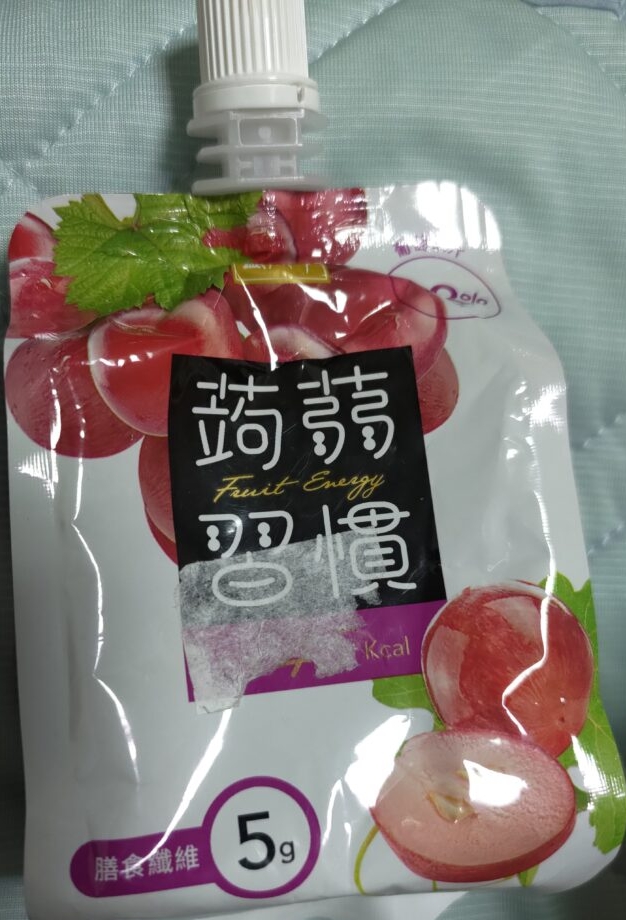 蒟蒻
Fruit Energy
習慣
Kcal
膳食纖維
5g